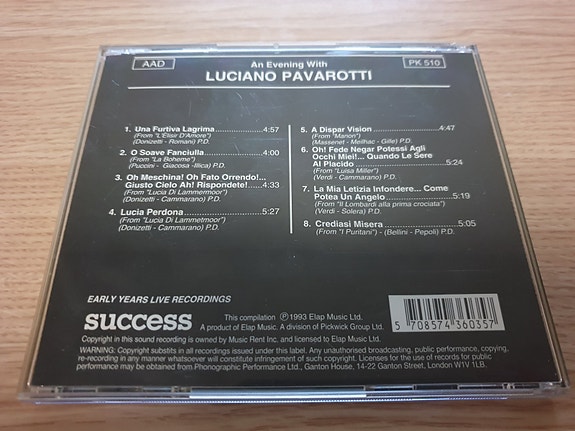 AAD
An Evening With
LUCIANO PAVAROTTI
PK 510
1. Una Furtiva Lagrima..................4:57
(From "L'Elisir D'Amore")
(Donizetti - Romani) P.D.
2. O Soave Fanciulla.....................4:00
(From "La Boheme")
(Puccini - Giacosa -Illica) P.D.
3. Oh Meschina! Oh Fato Orrendo!...
Giusto Cielo Ah! Rispondete!....4:33
(From "Lucia Di Lammermoor")
(Donizetti - Cammarano) P.D.
4. Lucia Perdona..........................5:27
(From "Lucia Di Lammetmoor")
(Donizetti - Cammarano) P.D.
5. A Dispar Vision.........................4:47
(From "Manon")
(Massenet - Meilhac - Gille) P.D.
6. Oh! Fede Negar Potessi Agli
Occhi Miei!... Quando Le Sere
Al Placido................................5:24
(From "Luisa Miller")
(Verdi - Cammarano) P.D.
7. La Mia Letizia Infondere... Come
Potea Un Angelo.........................5:19
(From "Il Lombardi alla prima crociata")
(Verdi - Solera) P.D.
8. Crediasi Misera........................5:05
(From "I Puritani") - (Bellini - Pepoli) P.D.
EARLY YEARS LIVE RECORDINGS
success
This compilation Ⓟ1993 Elap Music Ltd.
A product of Elap Music. A division of Pickwick Group Ltd.
Copyright in this sound recording is owned by Music Rent Inc. and licensed to Elap Music Ltd.
5 708574 360357
WARNING: Copyright subsists in all recordings issued under this label. Any unauthorised broadcasting, public performance, copying,
re-recording in any manner whatsoever will constitute infringement of such copyright. Licenses for the use of records for public
performance may be obtained from Phonographic Performance Ltd., Ganton House, 14-22 Ganton Street, London W1V 1LB.